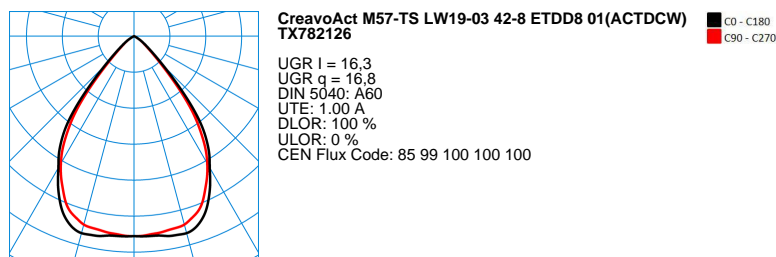 CreavoAct M57-TS LW19-03 42-8 ETDD8 01(ACTDCW)
TX782126
C0 - C180
C90 - C270
UGR l = 16,3
UGR q = 16,8
DIN 5040: A60
UTE: 1.00 A
DLOR: 100 %
ULOR: 0 %
CEN Flux Code: 85 99 100 100 100